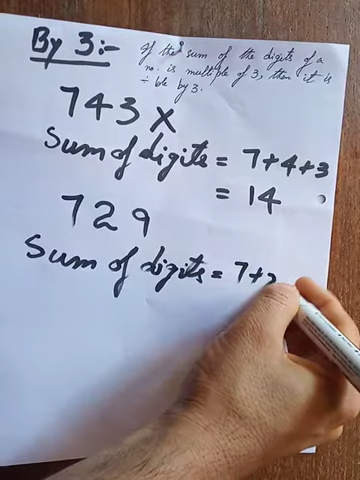 By 3:-
If the sum of the digits of a
no. is multiple of 3, then it is
÷ble by 3.
743 X
Sum of digits = 7+4+3
= 14
729
Sum of digits = 7+2